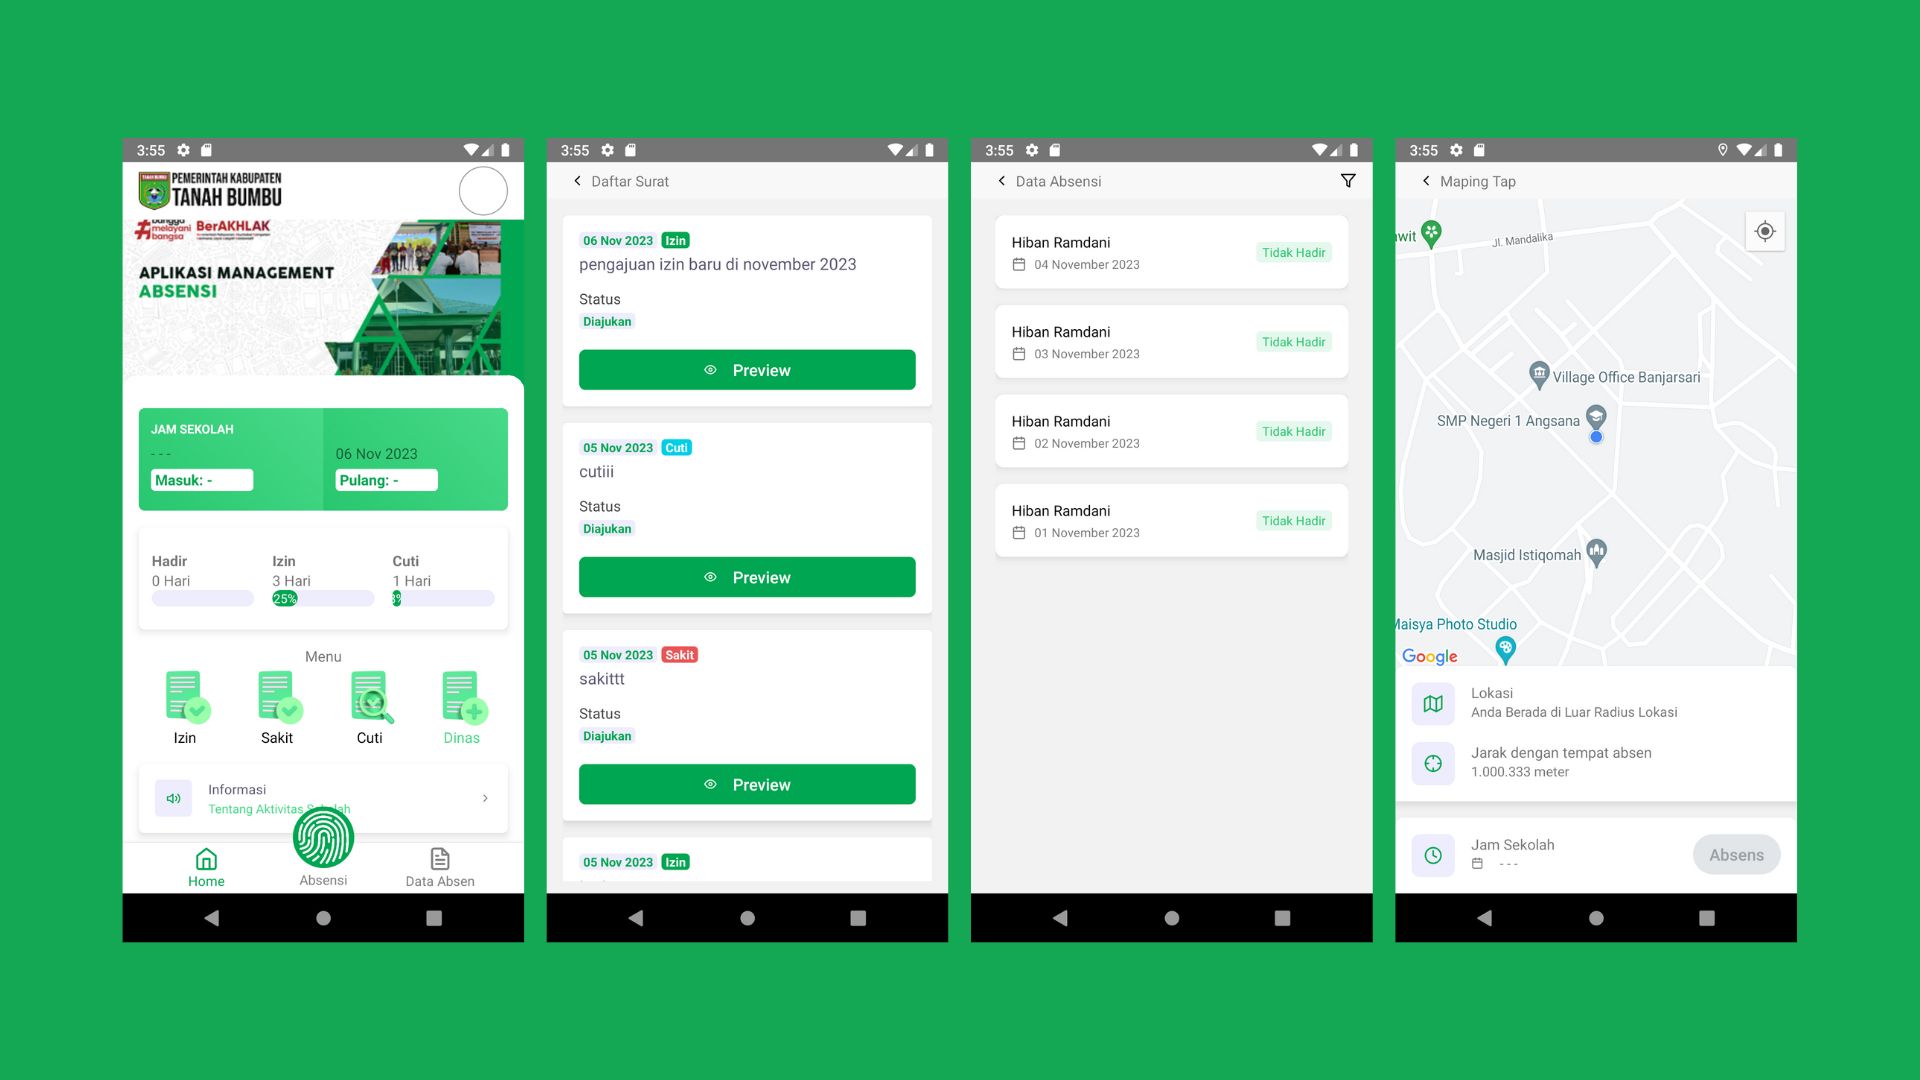 3:55
PEMERINTAH KABUPATEN
TANAH BUMBU
TANAH BUMBU
#
bangga
melayani
bangsa
BerAKHLAK
APLIKASI MANAGEMENT
ABSENSI
JAM SEKOLAH
- - -
06 Nov 2023
Masuk: -
Pulang: -
Hadir
Izin
Cuti
0 Hari
3 Hari
1 Hari
25%
Menu
Izin
Sakit
Cuti
Dinas
Informasi
Tentang Aktivitas Sekolah
Home
Absensi
Data Absen
3:55
Daftar Surat
06 Nov 2023 Izin
pengajuan izin baru di november 2023
Status
Diajukan
Preview
05 Nov 2023 Cuti
cutiii
Status
Diajukan
Preview
05 Nov 2023 Sakit
sakittt
Status
Diajukan
Preview
05 Nov 2023 Izin
3:55
Data Absensi
Hiban Ramdani
04 November 2023
Tidak Hadir
Hiban Ramdani
03 November 2023
Tidak Hadir
Hiban Ramdani
02 November 2023
Tidak Hadir
Hiban Ramdani
01 November 2023
Tidak Hadir
3:55
Maping Tap
wit
Jl. Mandalika
Village Office Banjarsari
SMP Negeri 1 Angsana
Masjid Istiqomah
Maisya Photo Studio
Google
Lokasi
Anda Berada di Luar Radius Lokasi
Jarak dengan tempat absen
1.000.333 meter
Jam Sekolah
- - -
Absens